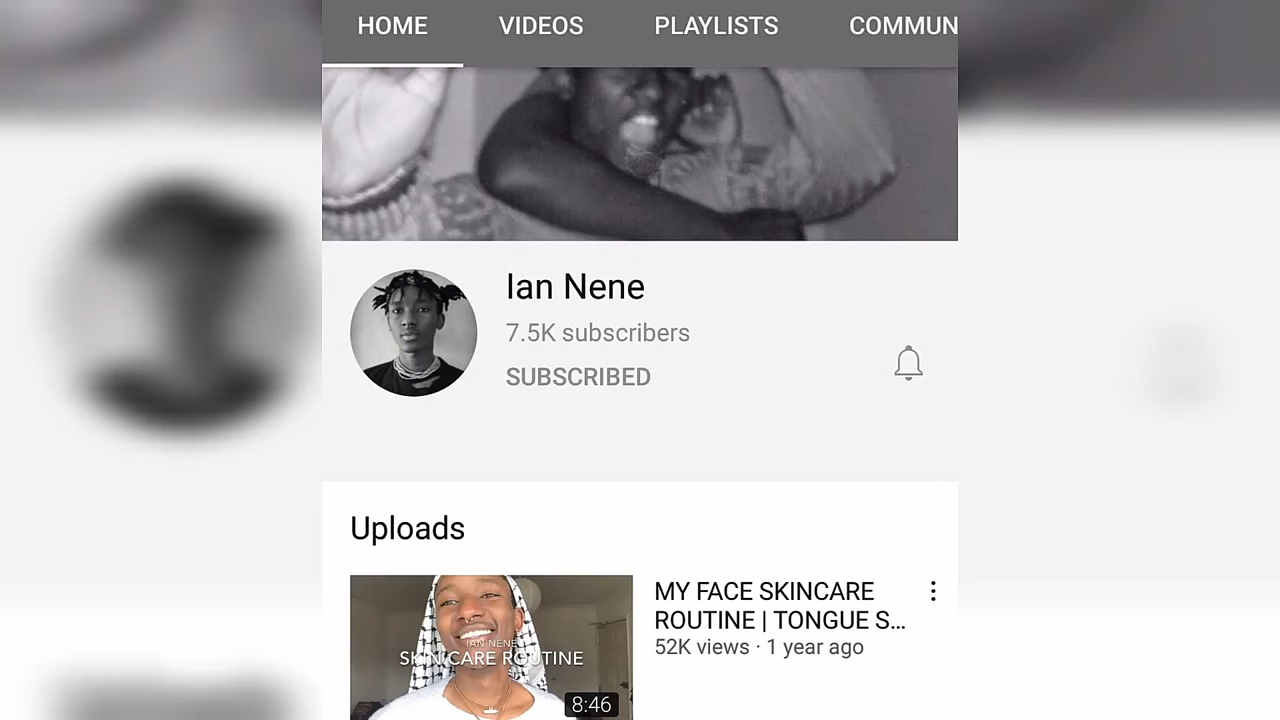 HOME VIDEOS PLAYLISTS COMMUN
Ian Nene
7.5K subscribers
SUBSCRIBED
Uploads
IAN NENE
SKINCARE ROUTINE
8:46
MY FACE SKINCARE
ROUTINE | TONGUE S...
52K views · 1 year ago